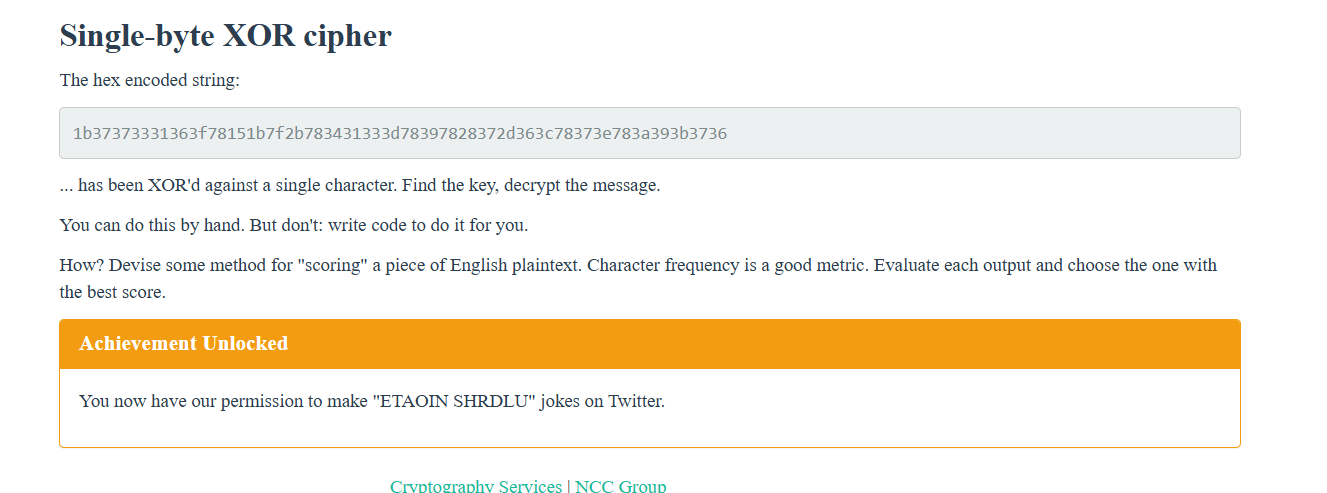 Single-byte XOR cipher
The hex encoded string:
1b37373331363f78151b7f2b783431333d78397828372d363c78373e783a393b3736
... has been XOR'd against a single character. Find the key, decrypt the message.
You can do this by hand. But don't: write code to do it for you.
How? Devise some method for "scoring" a piece of English plaintext. Character frequency is a good metric. Evaluate each output and choose the one with
the best score.
Achievement Unlocked
You now have our permission to make "ETAOIN SHRDLU" jokes on Twitter.
Cryptography Services | NCC Group